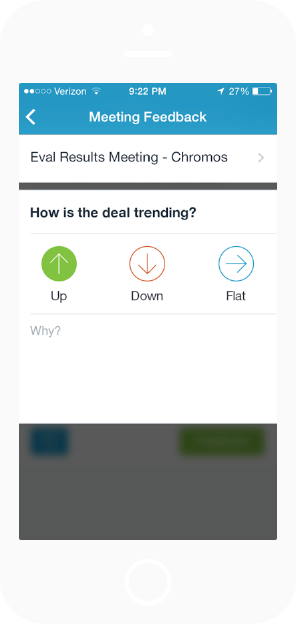 Verizon 9:22 PM 27%
Meeting Feedback
Eval Results Meeting - Chromos
How is the deal trending?
Up Down Flat
Why?